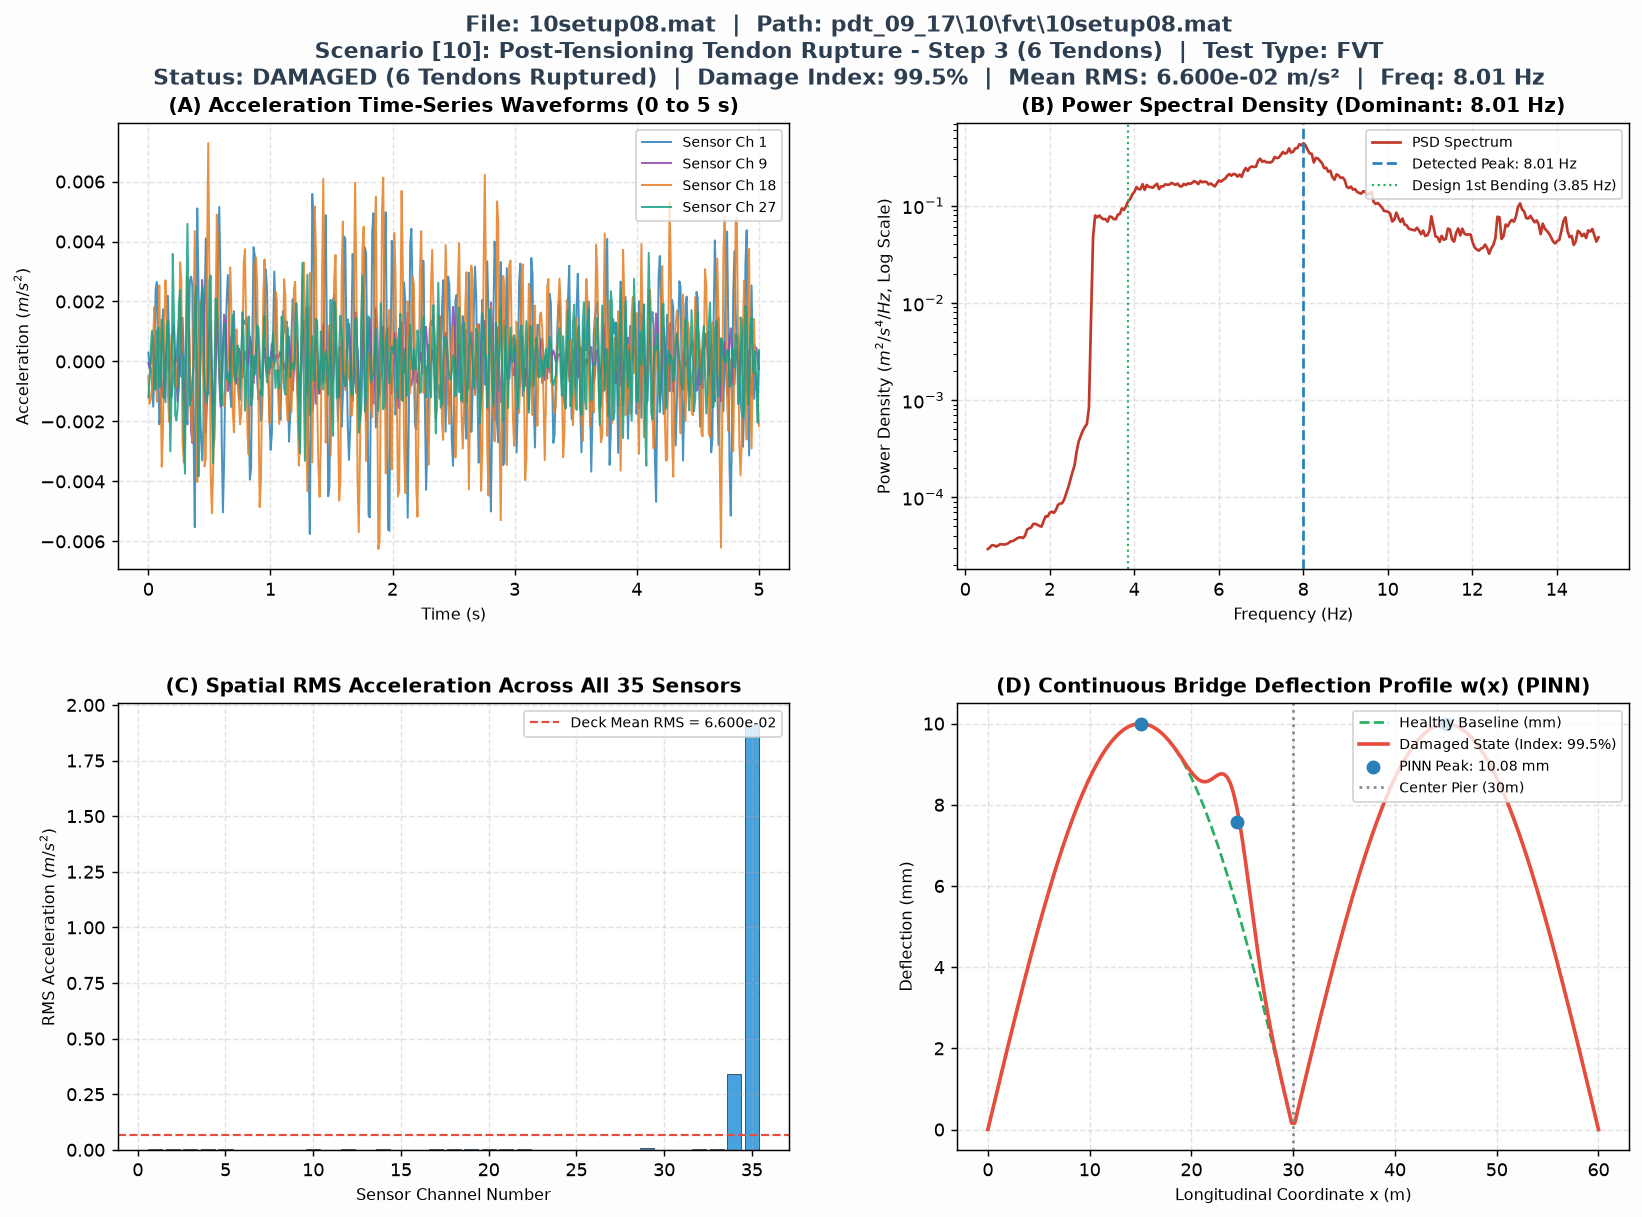 File: 10setup08.mat  |  Path: pdt_09_17\10\fvt\10setup08.mat
Scenario [10]: Post-Tensioning Tendon Rupture - Step 3 (6 Tendons)  |  Test Type: FVT
Status: DAMAGED (6 Tendons Ruptured)  |  Damage Index: 99.5%  |  Mean RMS: 6.600e-02 m/s²  |  Freq: 8.01 Hz
(A) Acceleration Time-Series Waveforms (0 to 5 s)
Sensor Ch 1
Sensor Ch 9
Sensor Ch 18
Sensor Ch 27
0.006
0.004
0.002
0.000
−0.002
−0.004
−0.006
Acceleration (m/s²)
0 1 2 3 4 5
Time (s)
(B) Power Spectral Density (Dominant: 8.01 Hz)
PSD Spectrum
Detected Peak: 8.01 Hz
Design 1st Bending (3.85 Hz)
10⁻¹
10⁻²
10⁻³
10⁻⁴
Power Density (m²/s⁴/Hz, Log Scale)
0 2 4 6 8 10 12 14
Frequency (Hz)
(C) Spatial RMS Acceleration Across All 35 Sensors
Deck Mean RMS = 6.600e-02
2.00
1.75
1.50
1.25
1.00
0.75
0.50
0.25
0.00
RMS Acceleration (m/s²)
0 5 10 15 20 25 30 35
Sensor Channel Number
(D) Continuous Bridge Deflection Profile w(x) (PINN)
Healthy Baseline (mm)
Damaged State (Index: 99.5%)
PINN Peak: 10.08 mm
Center Pier (30m)
10
8
6
4
2
0
Deflection (mm)
0 10 20 30 40 50 60
Longitudinal Coordinate x (m)